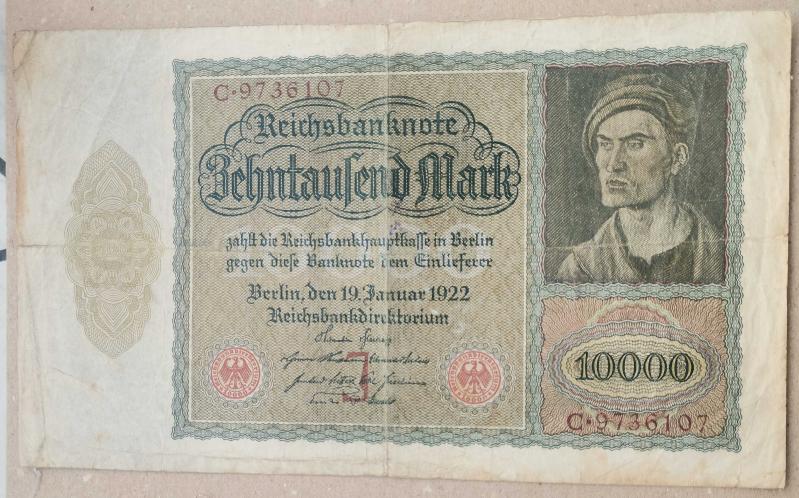 C·9736107
Reichsbanknote
Zehntausend Mark
zahlt die Reichsbankhauptkasse in Berlin
gegen diese Banknote dem Einlieferer
Berlin, den 19. Januar 1922
Reichsbankdirektorium
J
10000
C·9736107